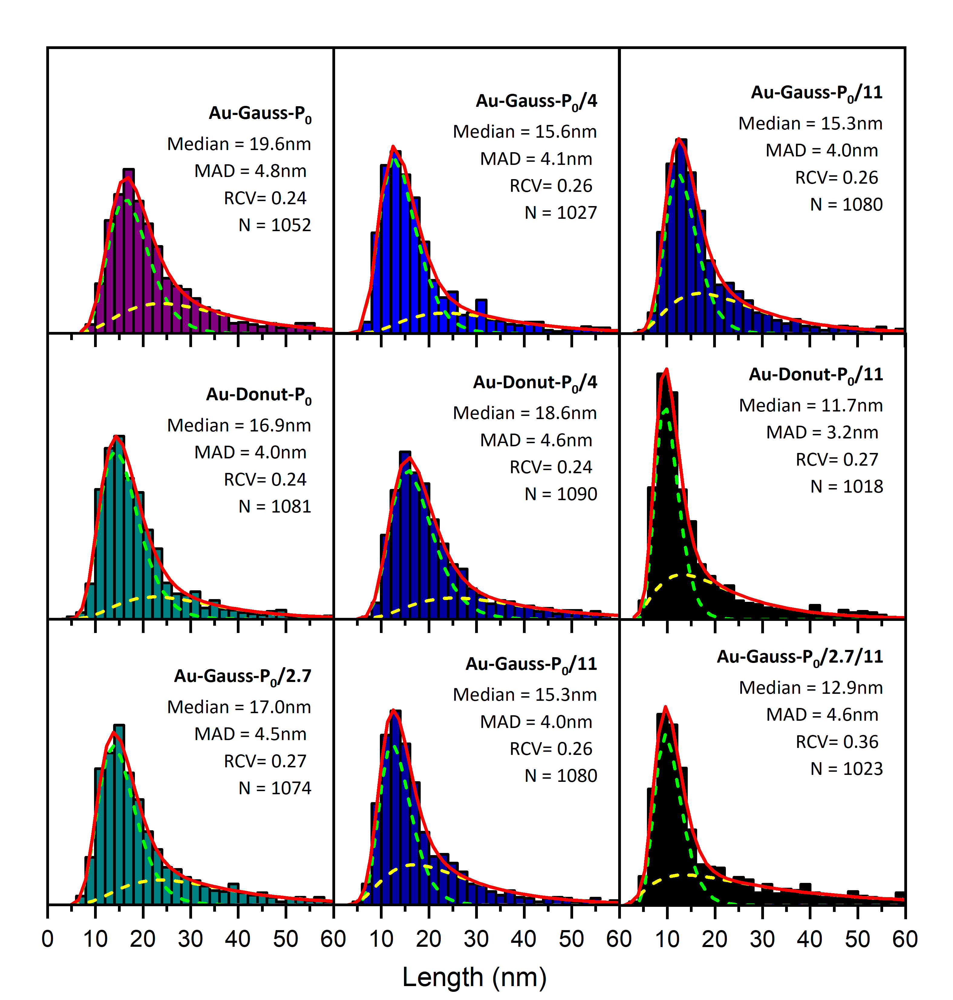 Au-Gauss-P0
Median = 19.6nm
MAD = 4.8nm
RCV= 0.24
N = 1052
Au-Gauss-P0/4
Median = 15.6nm
MAD = 4.1nm
RCV= 0.26
N = 1027
Au-Gauss-P0/11
Median = 15.3nm
MAD = 4.0nm
RCV= 0.26
N = 1080
Au-Donut-P0
Median = 16.9nm
MAD = 4.0nm
RCV= 0.24
N = 1081
Au-Donut-P0/4
Median = 18.6nm
MAD = 4.6nm
RCV= 0.24
N = 1090
Au-Donut-P0/11
Median = 11.7nm
MAD = 3.2nm
RCV= 0.27
N = 1018
Au-Gauss-P0/2.7
Median = 17.0nm
MAD = 4.5nm
RCV= 0.27
N = 1074
Au-Gauss-P0/11
Median = 15.3nm
MAD = 4.0nm
RCV= 0.26
N = 1080
Au-Gauss-P0/2.7/11
Median = 12.9nm
MAD = 4.6nm
RCV= 0.36
N = 1023
0 10 20 30 40 50 60 10 20 30 40 50 60 10 20 30 40 50 60
Length (nm)